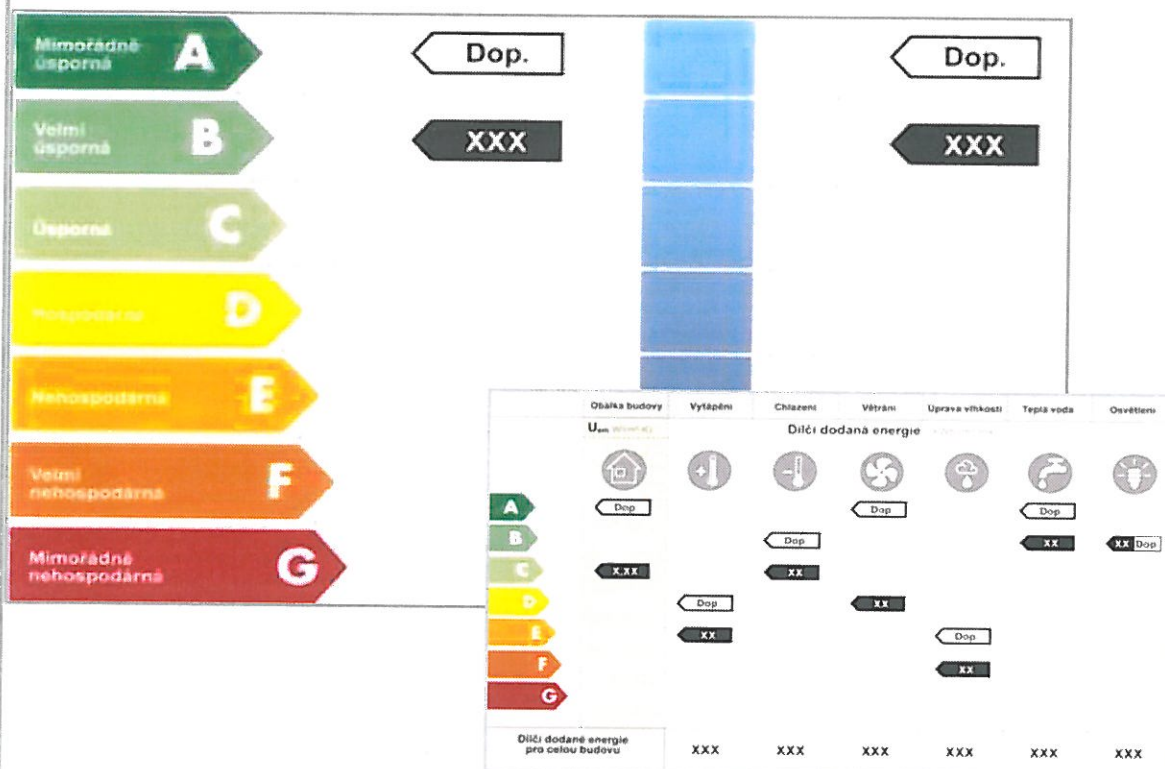 Mimořádně
úsporná
A
Dop.
Dop.
Velmi
úsporná
B
XXX
XXX
Úsporná
C
Hospodárná
D
Nehospodárná
E
Velmi
nehospodárná
F
Mimořádně
nehospodárná
G
Obálka budovy Vytápění Chlazení Větrání Úprava vlhkosti Teplá voda Osvětlení
Uem Dílčí dodaná energie
A Dop Dop Dop
B Dop XX XX Dop
C X.XX XX
D Dop XX
E XX Dop
F XX
G
Dílčí dodané energie
pro celou budovu
XXX XXX XXX XXX XXX XXX